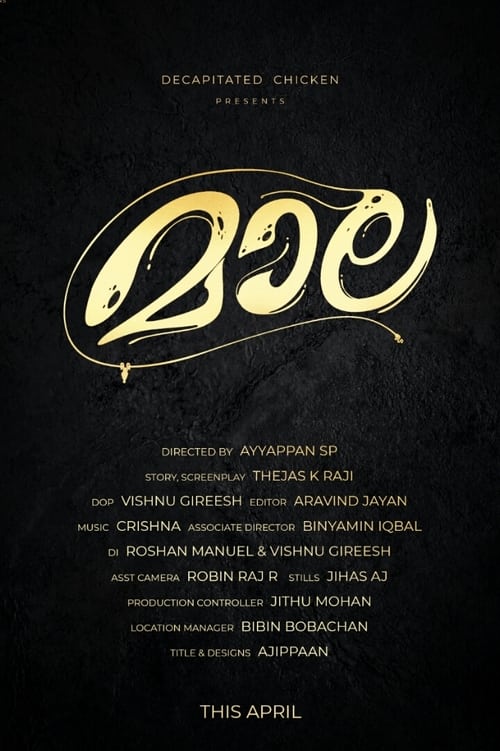 DECAPITATED CHICKEN
PRESENTS
മാല
DIRECTED BY AYYAPPAN SP
STORY, SCREENPLAY THEJAS K RAJI
DOP VISHNU GIREESH EDITOR ARAVIND JAYAN
MUSIC CRISHNA ASSOCIATE DIRECTOR BINYAMIN IQBAL
DI ROSHAN MANUEL & VISHNU GIREESH
ASST CAMERA ROBIN RAJ R STILLS JIHAS AJ
PRODUCTION CONTROLLER JITHU MOHAN
LOCATION MANAGER BIBIN BOBACHAN
TITLE & DESIGNS AJIPPAAN
THIS APRIL